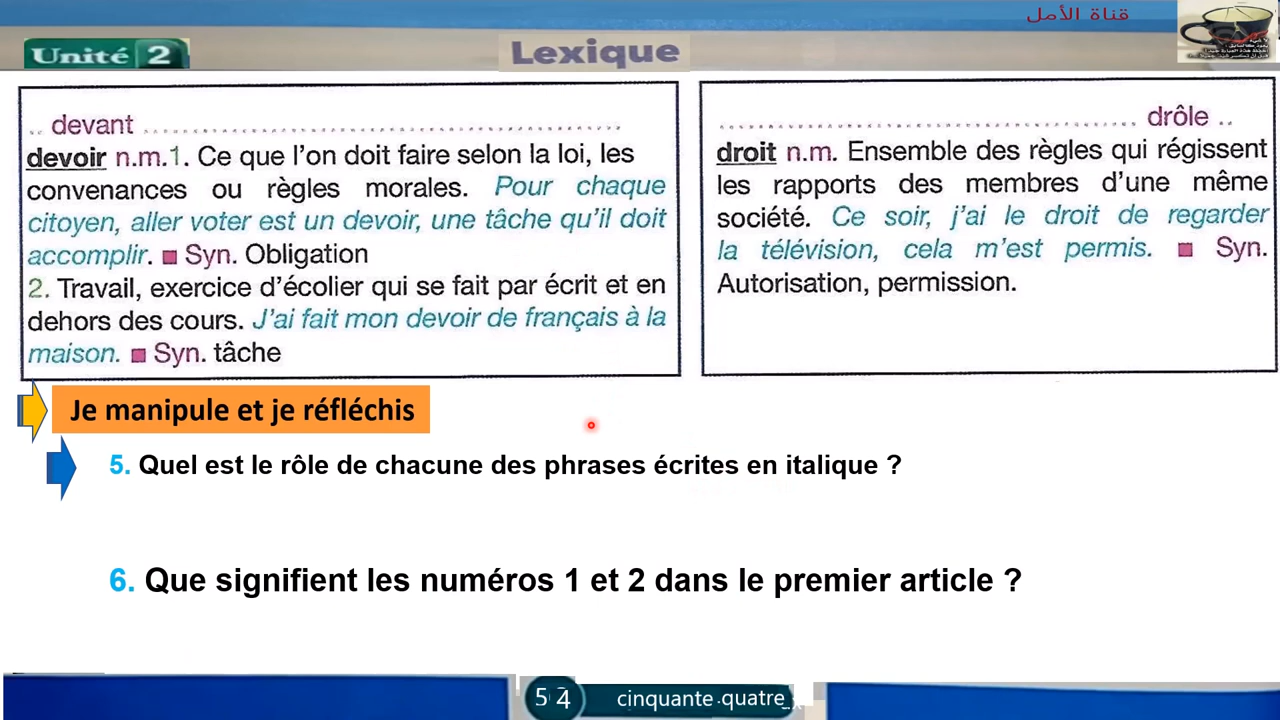 قناة الأمل
Unité 2
Lexique
.. devant ..........................................................
devoir n.m.1. Ce que l'on doit faire selon la loi, les
convenances ou règles morales. Pour chaque
citoyen, aller voter est un devoir, une tâche qu'il doit
accomplir. ■ Syn. Obligation
2. Travail, exercice d'écolier qui se fait par écrit et en
dehors des cours. J'ai fait mon devoir de français à la
maison. ■ Syn. tâche
.......................................................... drôle ..
droit n.m. Ensemble des règles qui régissent
les rapports des membres d'une même
société. Ce soir, j'ai le droit de regarder
la télévision, cela m'est permis. ■ Syn.
Autorisation, permission.
Je manipule et je réfléchis
5. Quel est le rôle de chacune des phrases écrites en italique ?
6. Que signifient les numéros 1 et 2 dans le premier article ?
54 cinquante-quatre